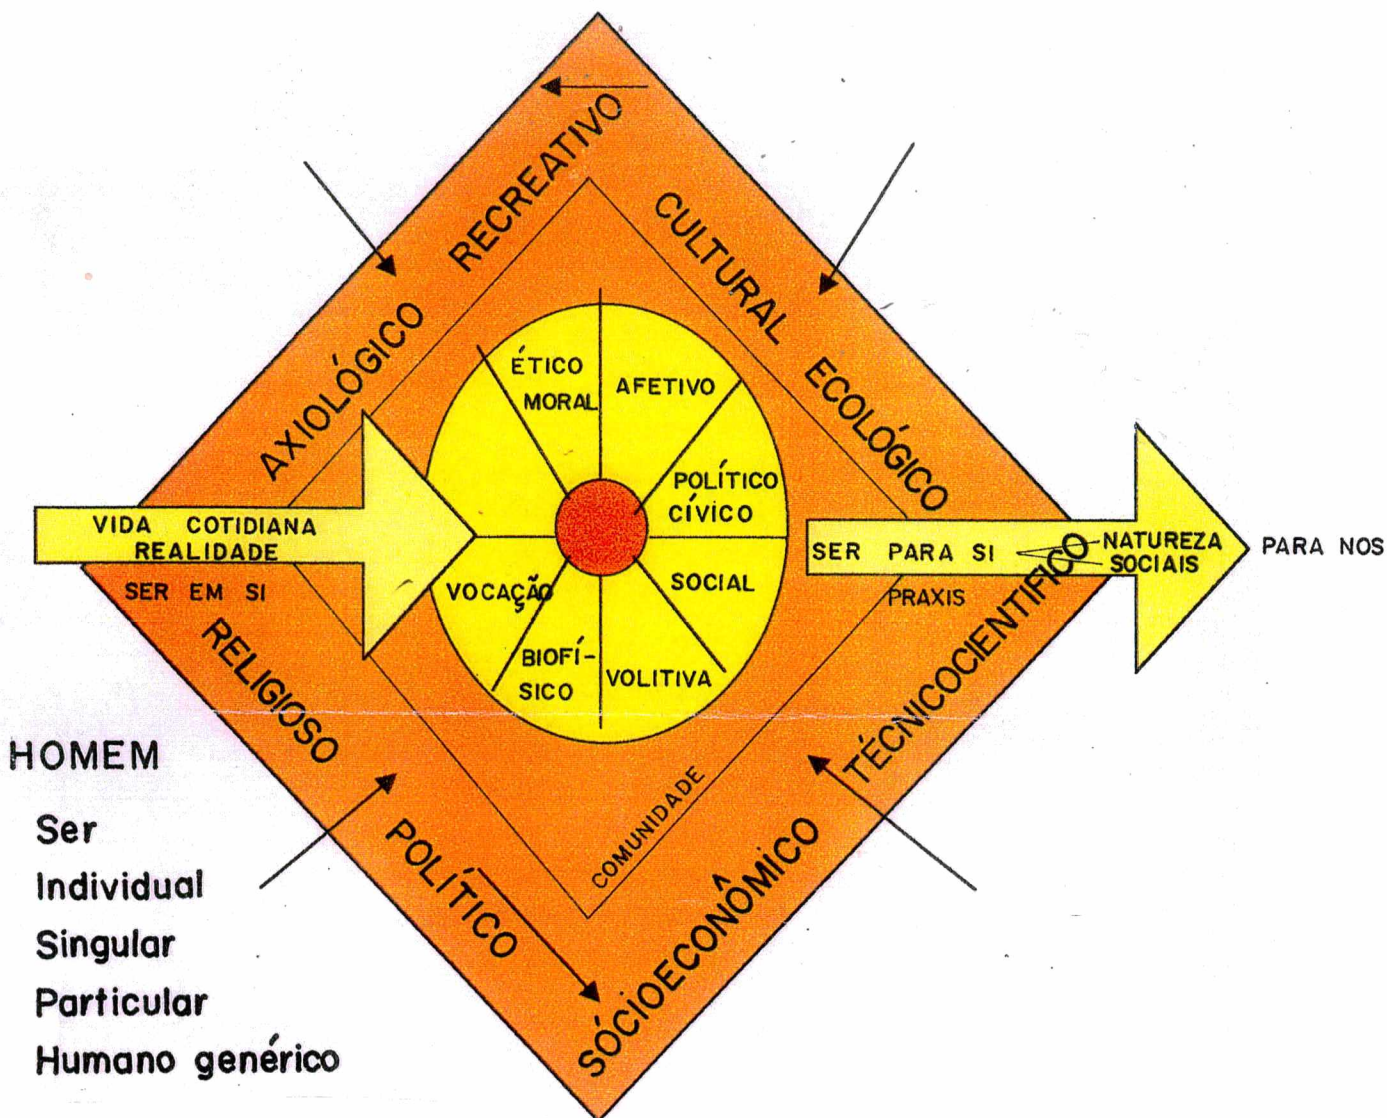 RECREATIVO
AXIOLÓGICO
CULTURAL
ECOLÓGICO
ÉTICO
MORAL
AFETIVO
POLÍTICO
CÍVICO
SOCIAL
VOLITIVA
BIOFÍ-
SICO
VOCAÇÃO
VIDA COTIDIANA
REALIDADE
SER EM SI
SER PARA SI
NATUREZA
SOCIAIS
PRAXIS
PARA NOS
RELIGIOSO
POLÍTICO
COMUNIDADE
SÓCIOECONÔMICO
TÉCNICOCIENTIFICO
HOMEM
Ser
Individual
Singular
Particular
Humano genérico